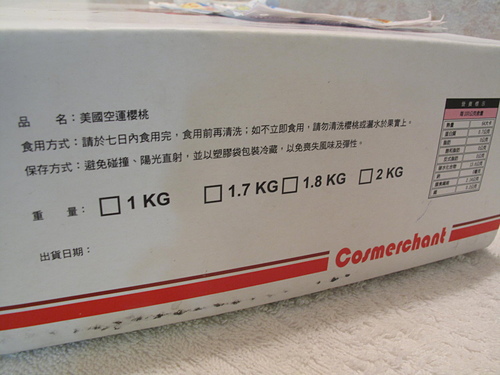 品 名：美國空運櫻桃
食用方式：請於七日內食用完，食用前再清洗；如不立即食用，請勿清洗櫻桃或灑水於果實上。
保存方式：避免碰撞、陽光直射，並以塑膠袋包裝冷藏，以免喪失風味及彈性。
重 量：□ 1 KG □ 1.7 KG □ 1.8 KG □ 2 KG
出貨日期：
Cosmerchant